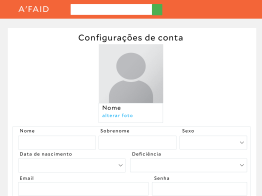 A'FAID
Configurações de conta
Nome
alterar foto
Nome Sobrenome Sexo
Data de nascimento Deficiência
Email Senha